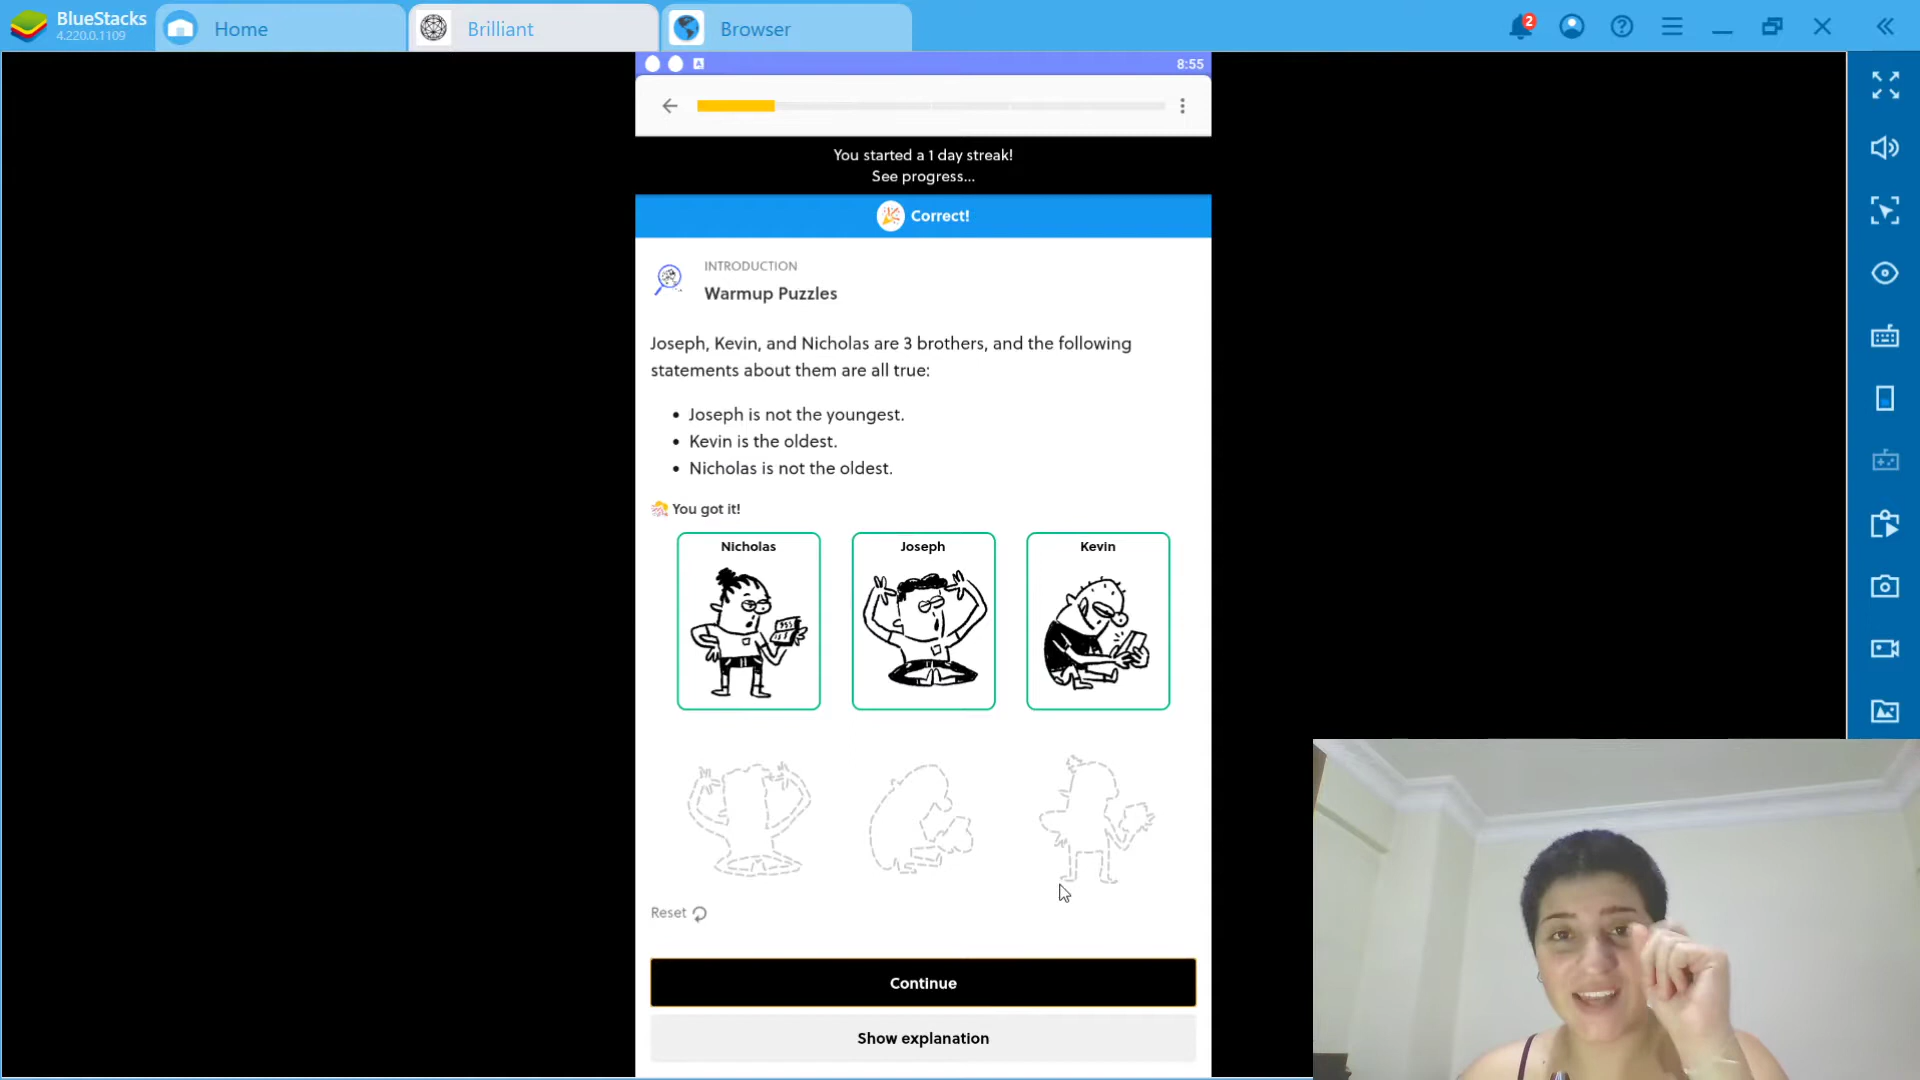 BlueStacks
4.220.0.1109
Home
Brilliant
Browser
2
8:55
You started a 1 day streak!
See progress...
Correct!
INTRODUCTION
Warmup Puzzles
Joseph, Kevin, and Nicholas are 3 brothers, and the following
statements about them are all true:
• Joseph is not the youngest.
• Kevin is the oldest.
• Nicholas is not the oldest.
You got it!
Nicholas
Joseph
Kevin
Reset
Continue
Show explanation